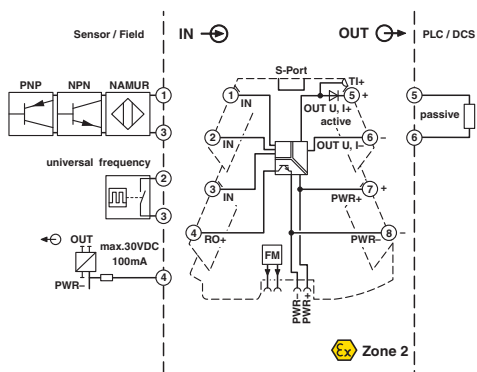 Sensor / Field
IN
OUT
PLC / DCS
PNP
NPN
NAMUR
1
3
universal frequency
2
3
OUT
max.30VDC
100mA
PWR–
4
S-Port
TI+
1
IN
5
+
OUT U, I+
active
2
IN
6
–
OUT U, I–
3
IN
7
+
PWR+
4
RO+
8
-
PWR–
FM
PWR–
PWR+
5
passive
6
Ex
Zone 2